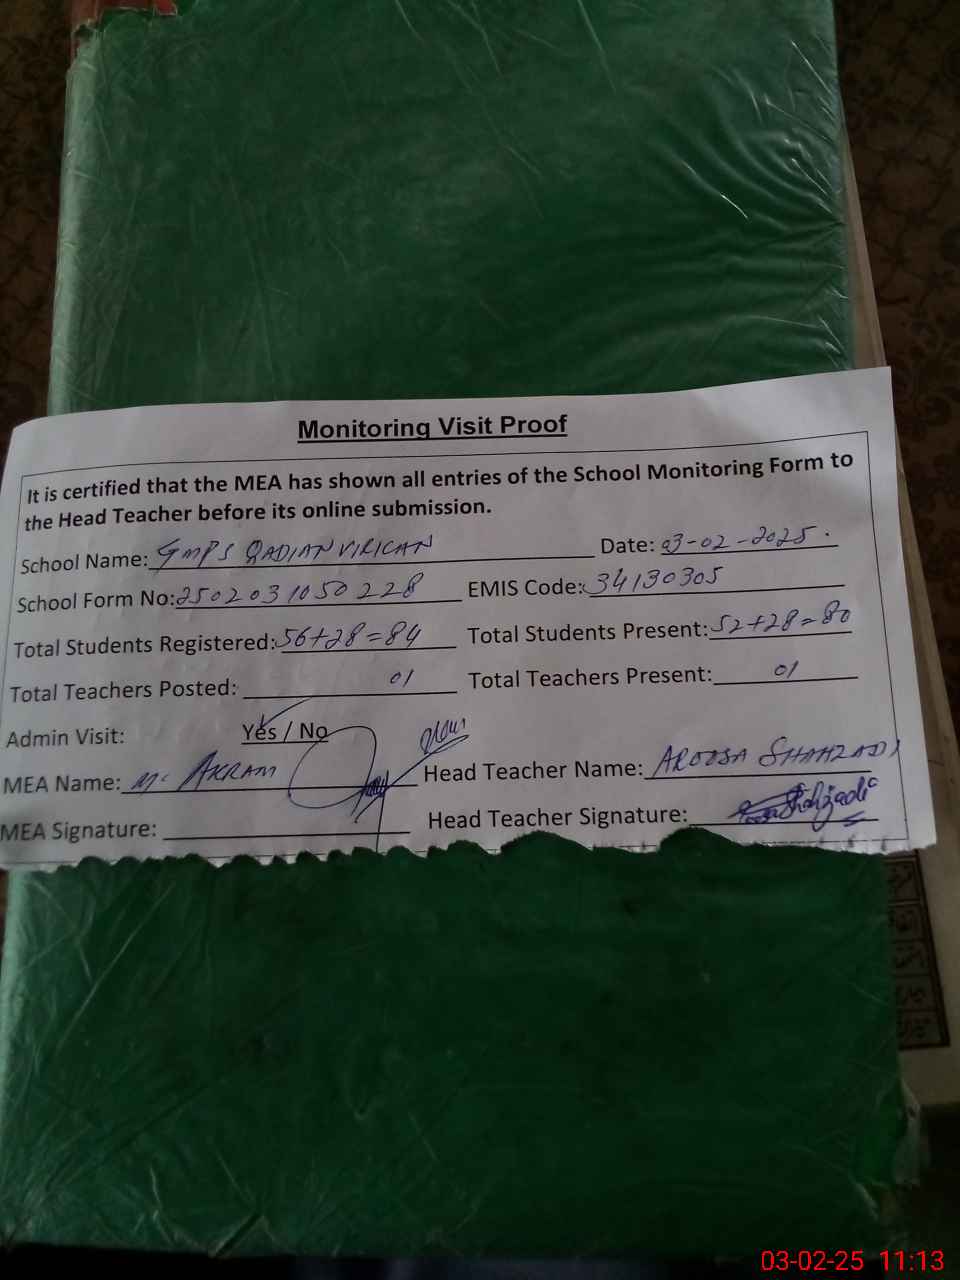 Monitoring Visit Proof
It is certified that the MEA has shown all entries of the School Monitoring Form to
the Head Teacher before its online submission.
School Name: GMPS QADIANVIRICAN Date: 03-02-2025.
School Form No: 2502031050228 EMIS Code: 34130305
Total Students Registered: 56+28=84 Total Students Present: 52+28=80
Total Teachers Posted: 01 Total Teachers Present: 01
Admin Visit: Yes / No
MEA Name: M. AKRAM Head Teacher Name: AROOSA SHAHZADI
MEA Signature: Head Teacher Signature: Shahzadi
03-02-25 11:13